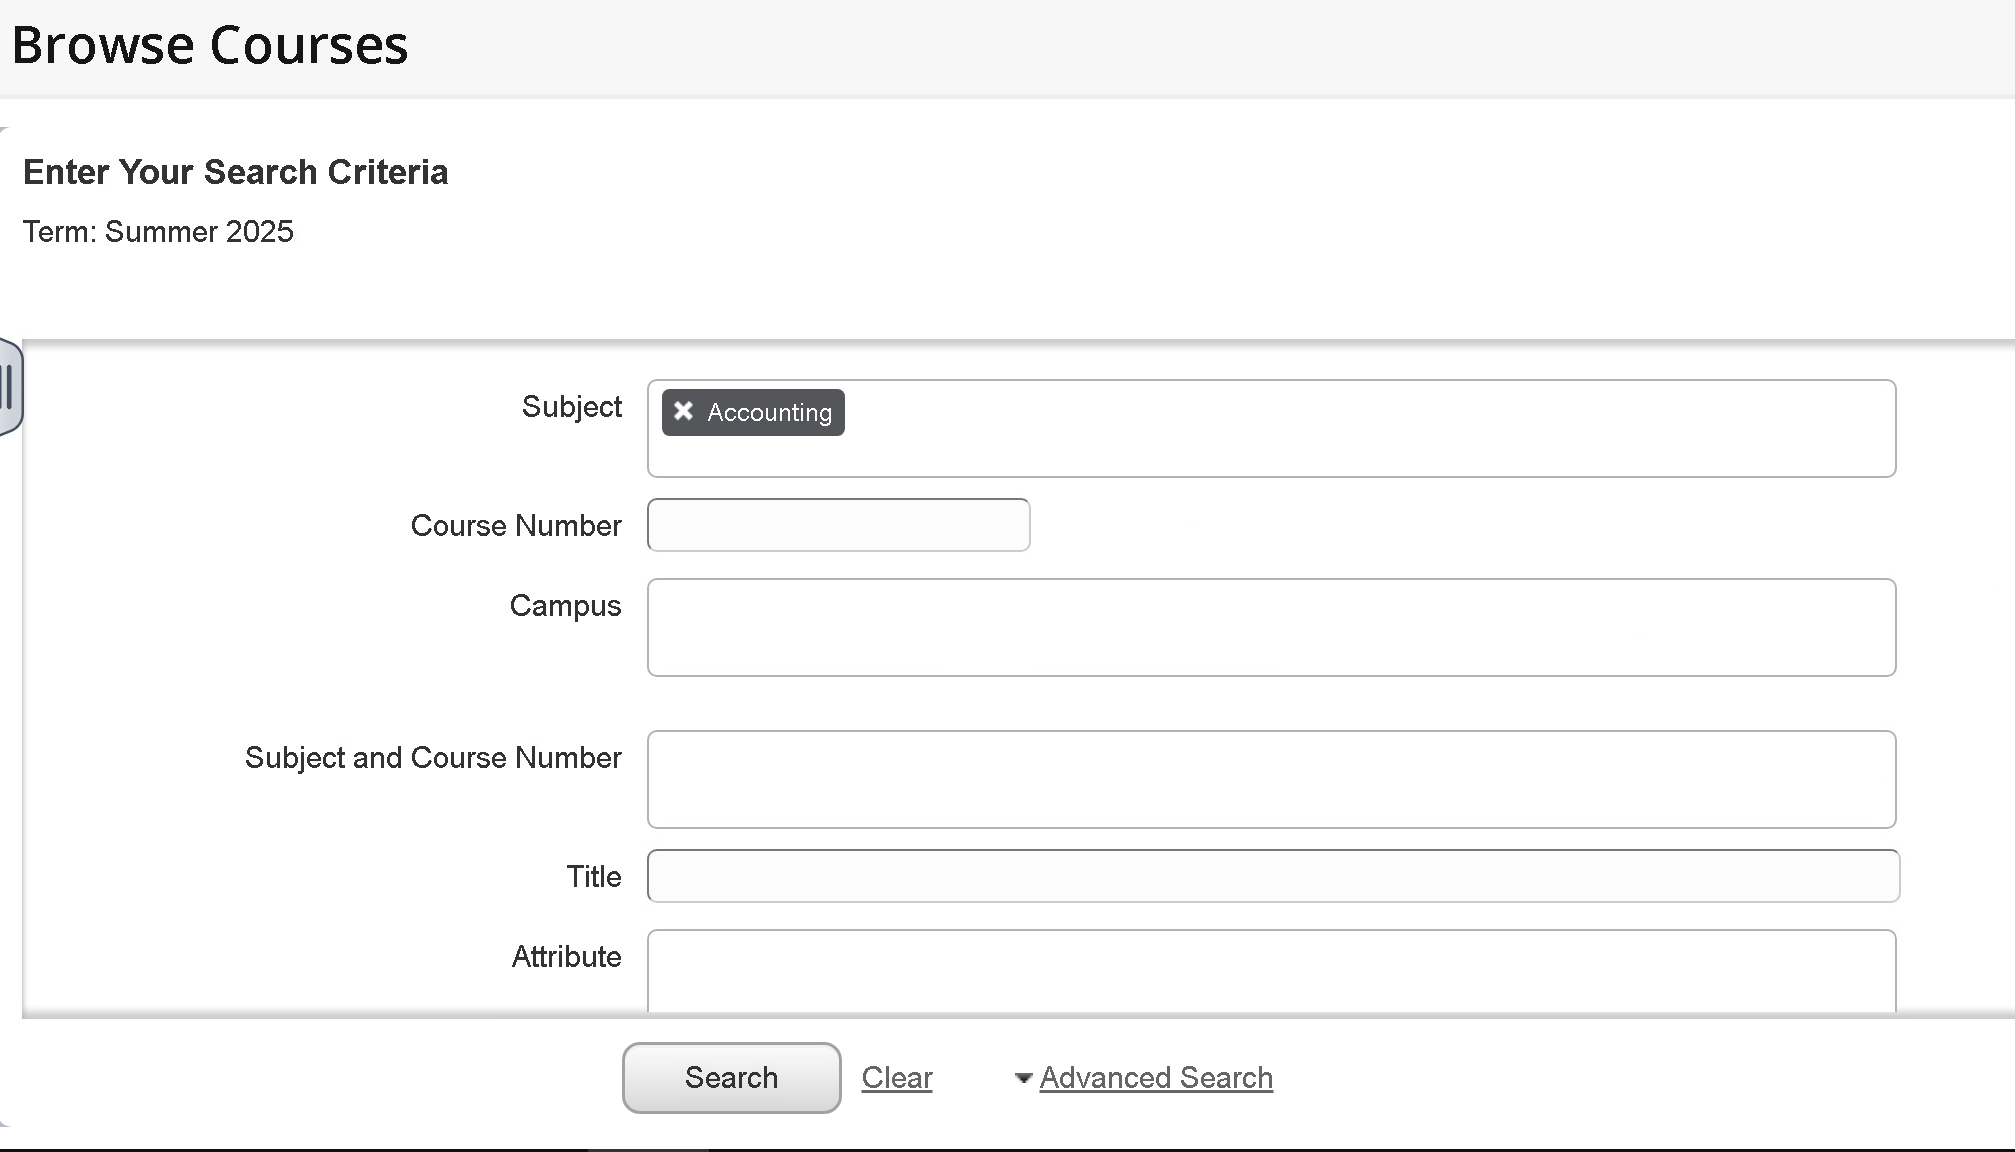 Browse Courses
Enter Your Search Criteria
Term: Summer 2025
Subject
Accounting
Course Number
Campus
Subject and Course Number
Title
Attribute
Search Clear Advanced Search